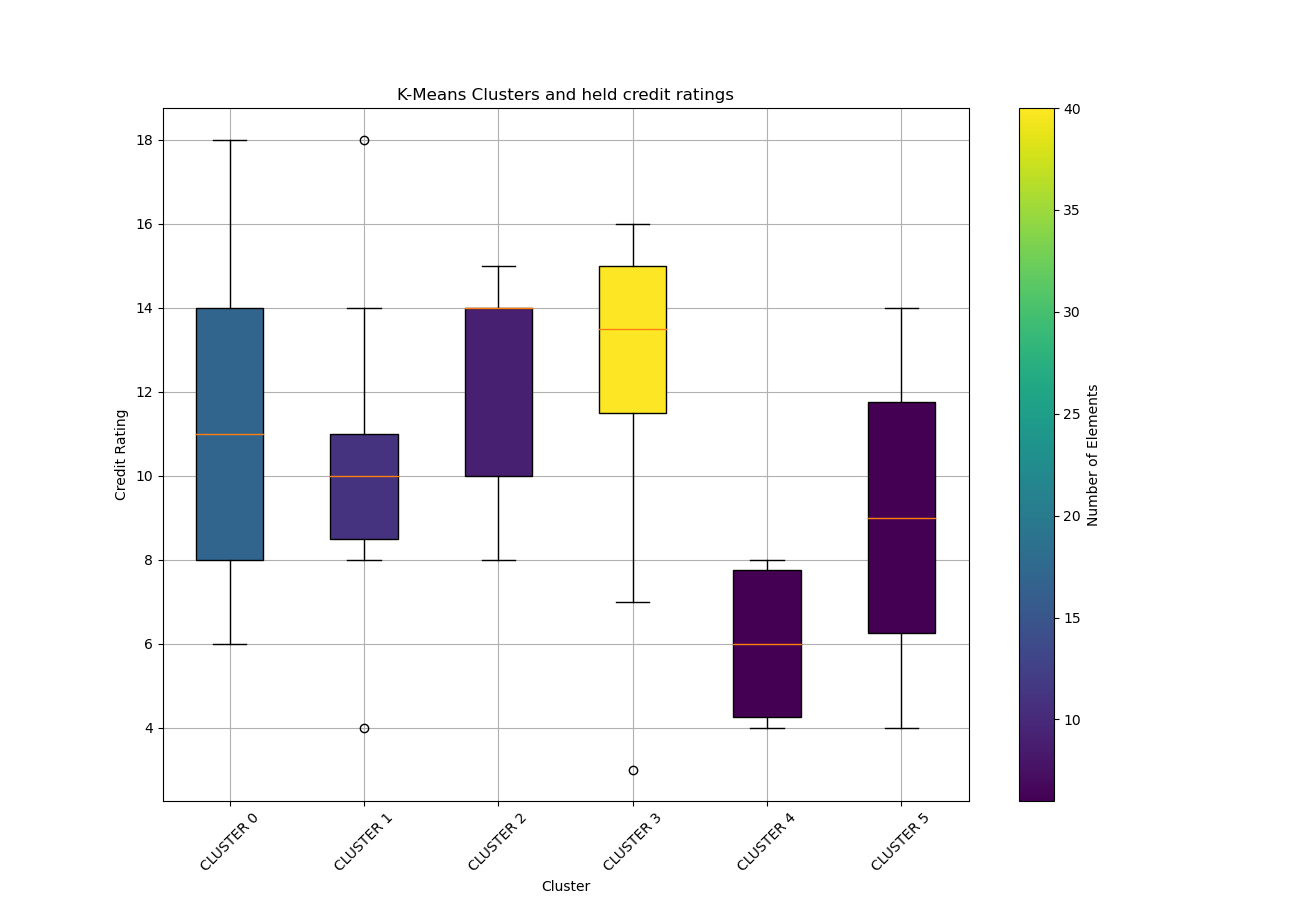 K-Means Clusters and held credit ratings
18
16
14
12
10
8
6
4
Credit Rating
CLUSTER 0
CLUSTER 1
CLUSTER 2
CLUSTER 3
CLUSTER 4
CLUSTER 5
Cluster
40
35
30
25
20
15
10
Number of Elements